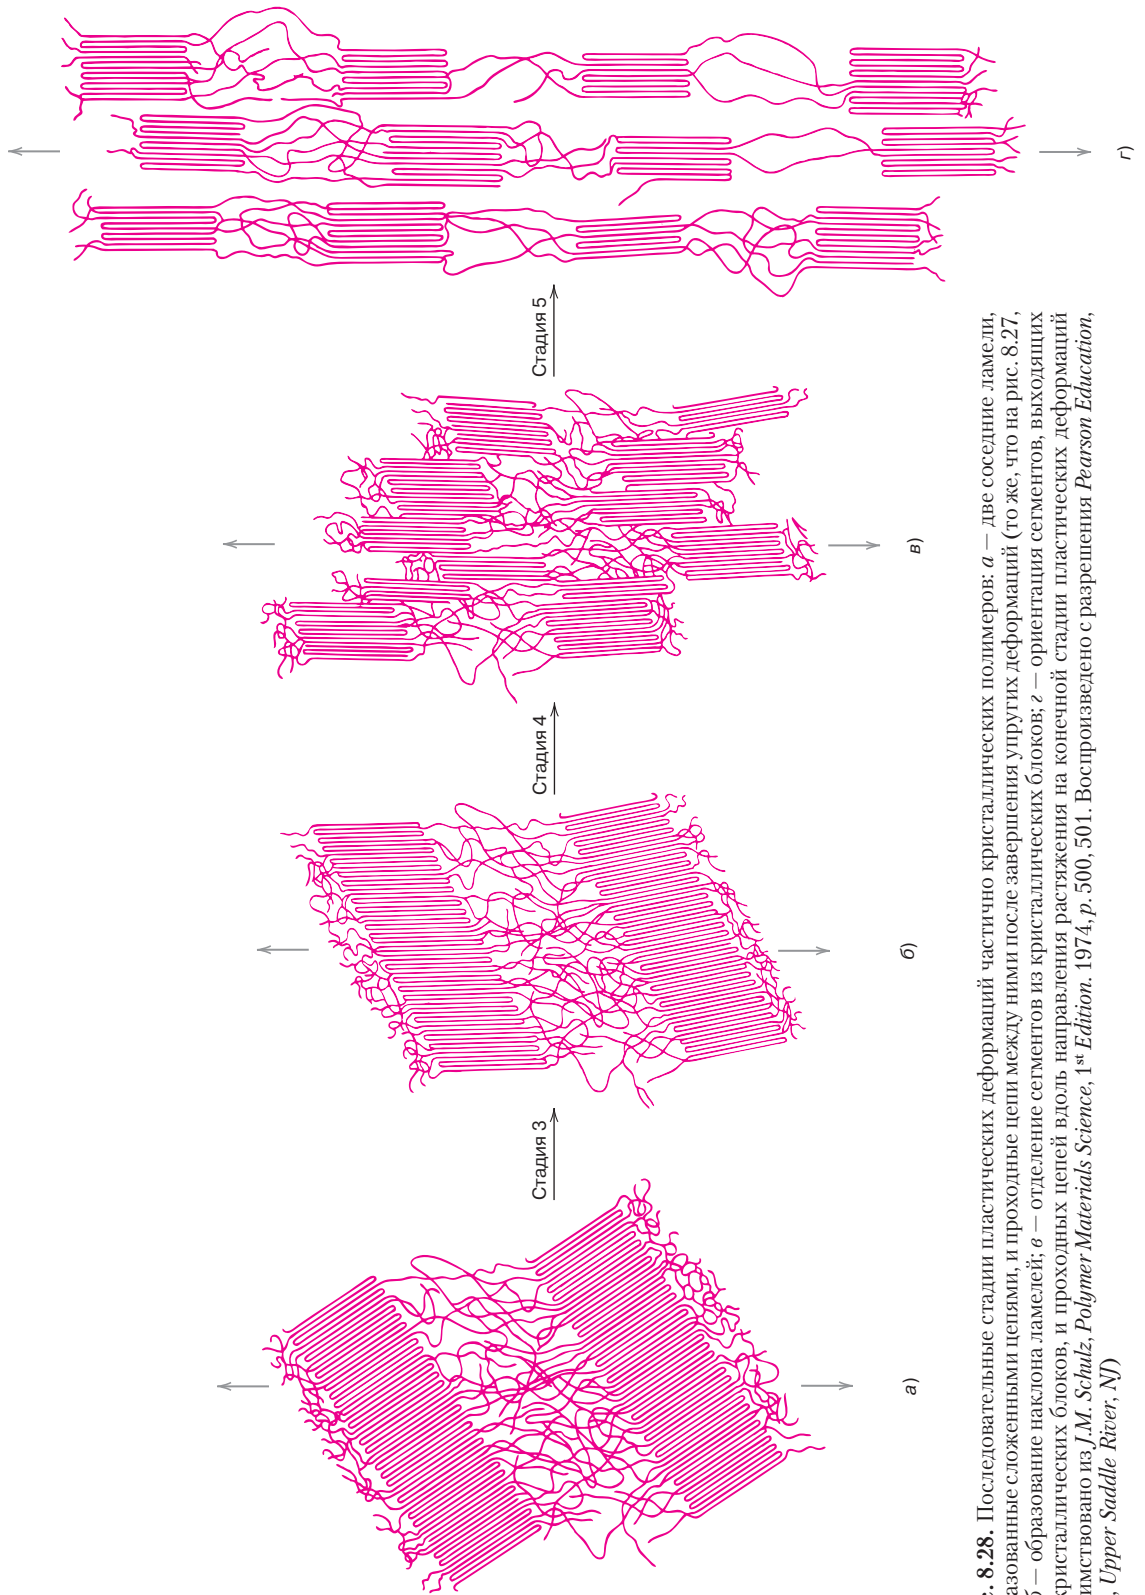 Стадия 3
Стадия 4
Стадия 5
а)
б)
в)
г)
с. 8.28. Последовательные стадии пластических деформаций частично кристаллических полимеров: а — две соседние ламели,
азованные сложенными цепями, и проходные цепи между ними после завершения упругих деформаций (то же, что на рис. 8.27,
б — образование наклона ламелей; в — отделение сегментов из кристаллических блоков; г — ориентация сегментов, выходящих
кристаллических блоков, и проходных цепей вдоль направления растяжения на конечной стадии пластических деформаций
имствовано из J.M. Schulz, Polymer Materials Science, 1st Edition. 1974, p. 500, 501. Воспроизведено с разрешения Pearson Education,
, Upper Saddle River, NJ)